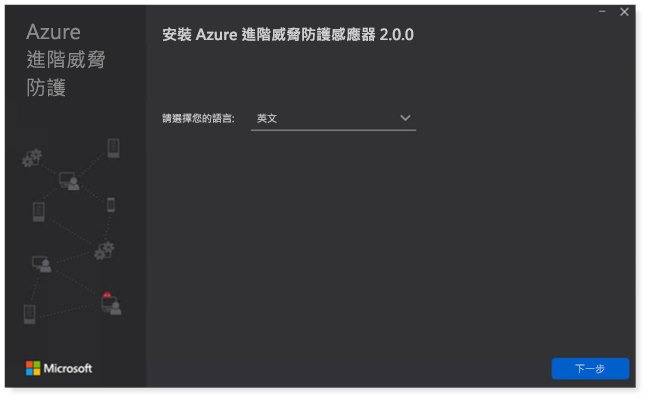 Azure
進階威脅
防護
安裝 Azure 進階威脅防護感應器 2.0.0
請選擇您的語言: 英文
Microsoft
下一步